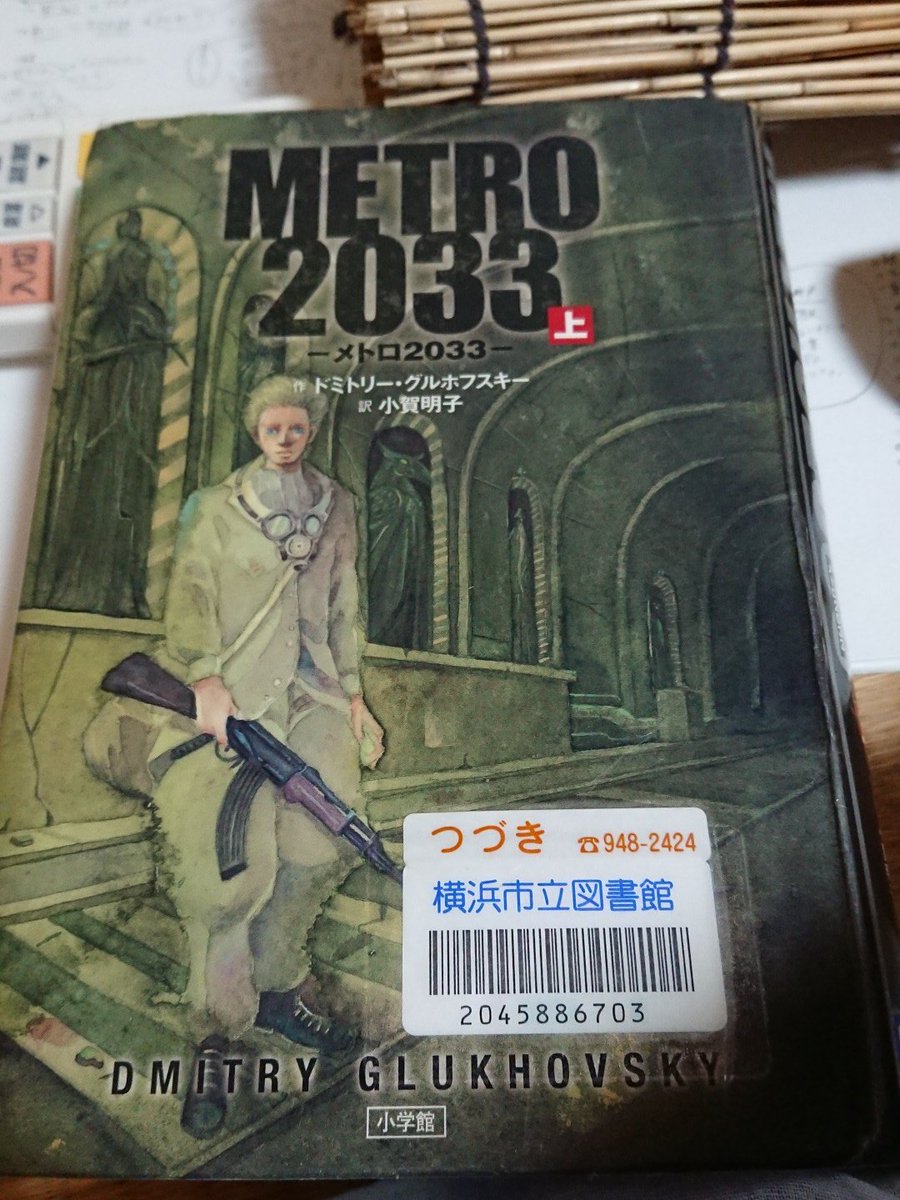 METRO
2033
上
－メトロ2033－
作 ドミトリー・グルホフスキー
訳 小賀明子
つづき ☎948-2424
横浜市立図書館
2045886703
DMITRY GLUKHOVSKY
小学館
入/切